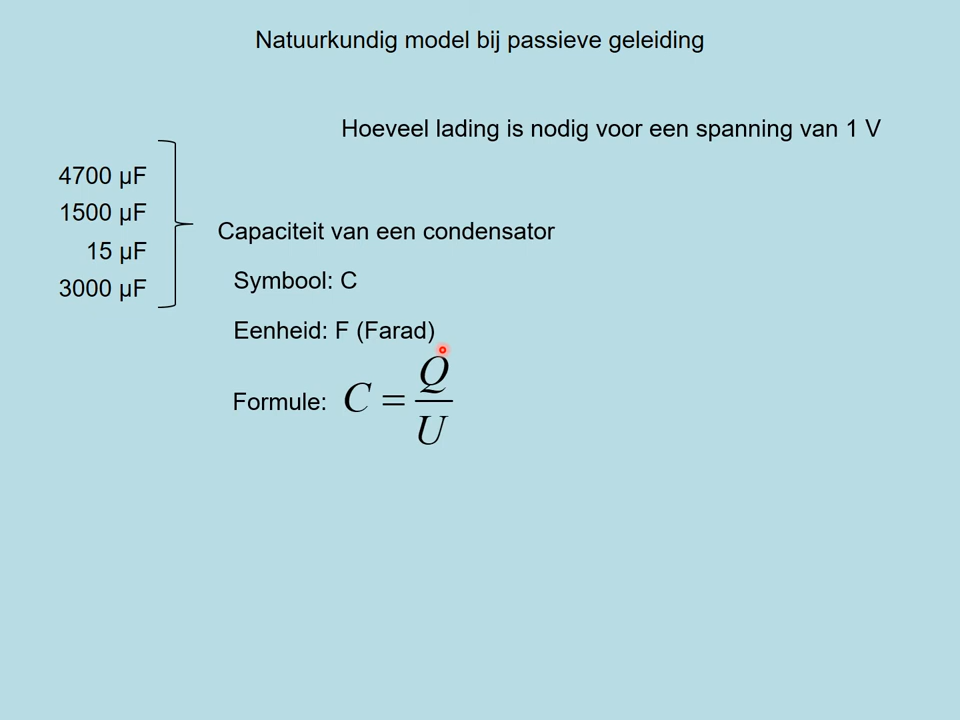 Natuurkundig model bij passieve geleiding
Hoeveel lading is nodig voor een spanning van 1 V
4700 µF
1500 µF
15 µF
3000 µF
Capaciteit van een condensator
Symbool: C
Eenheid: F (Farad)
Formule: C = Q / U